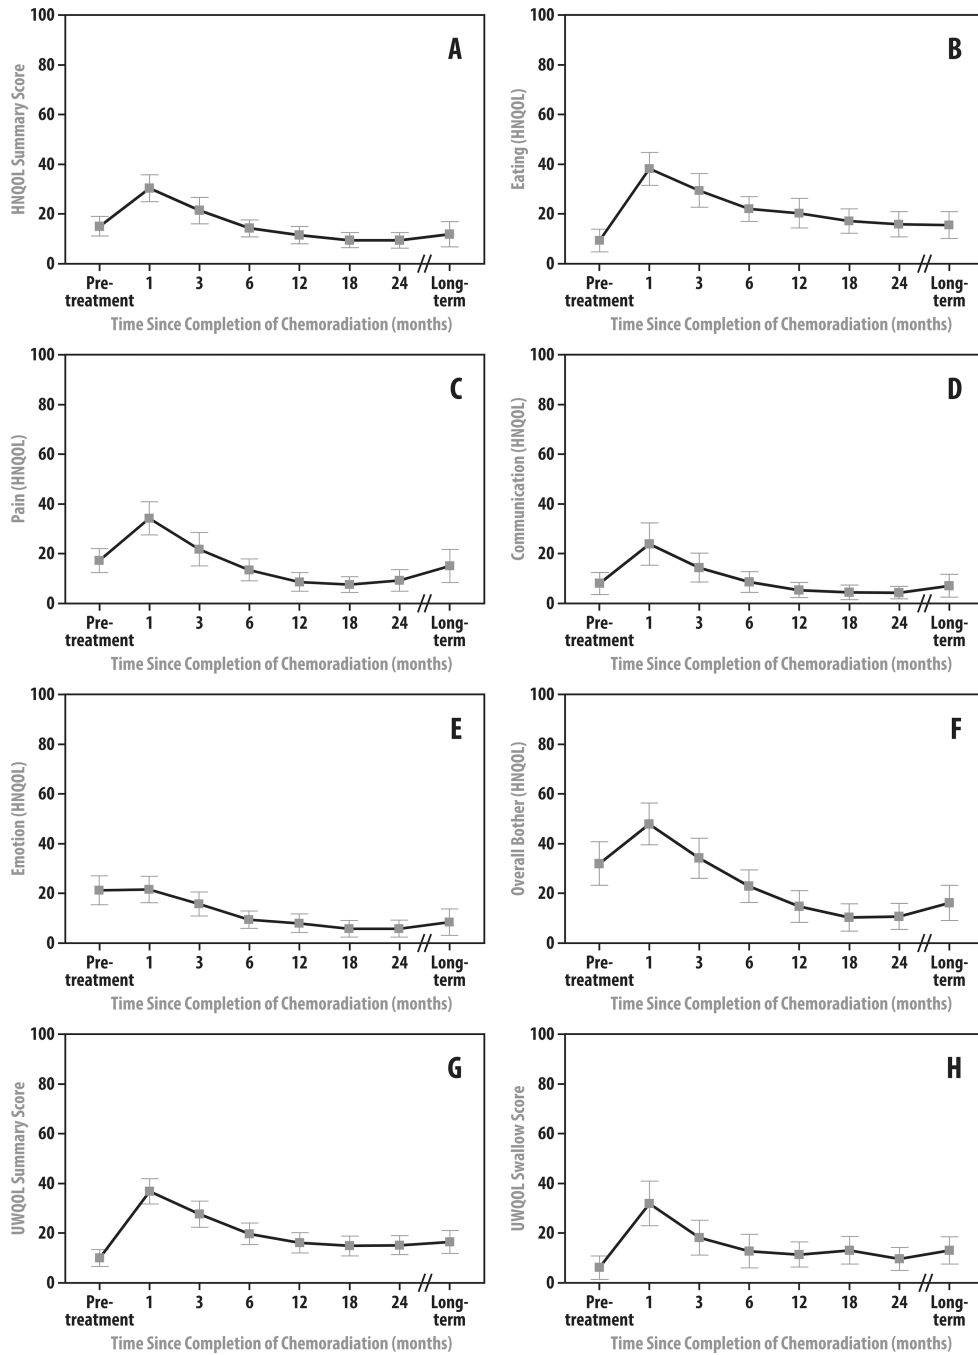 A
HNQOL Summary Score
100
80
60
40
20
0
Pre-treatment 1 3 6 12 18 24 Long-term
Time Since Completion of Chemoradiation (months)
B
Eating (HNQOL)
100
80
60
40
20
0
Pre-treatment 1 3 6 12 18 24 Long-term
Time Since Completion of Chemoradiation (months)
C
Pain (HNQOL)
100
80
60
40
20
0
Pre-treatment 1 3 6 12 18 24 Long-term
Time Since Completion of Chemoradiation (months)
D
Communication (HNQOL)
100
80
60
40
20
0
Pre-treatment 1 3 6 12 18 24 Long-term
Time Since Completion of Chemoradiation (months)
E
Emotion (HNQOL)
100
80
60
40
20
0
Pre-treatment 1 3 6 12 18 24 Long-term
Time Since Completion of Chemoradiation (months)
F
Overall Bother (HNQOL)
100
80
60
40
20
0
Pre-treatment 1 3 6 12 18 24 Long-term
Time Since Completion of Chemoradiation (months)
G
UWQOL Summary Score
100
80
60
40
20
0
Pre-treatment 1 3 6 12 18 24 Long-term
Time Since Completion of Chemoradiation (months)
H
UWQOL Swallow Score
100
80
60
40
20
0
Pre-treatment 1 3 6 12 18 24 Long-term
Time Since Completion of Chemoradiation (months)